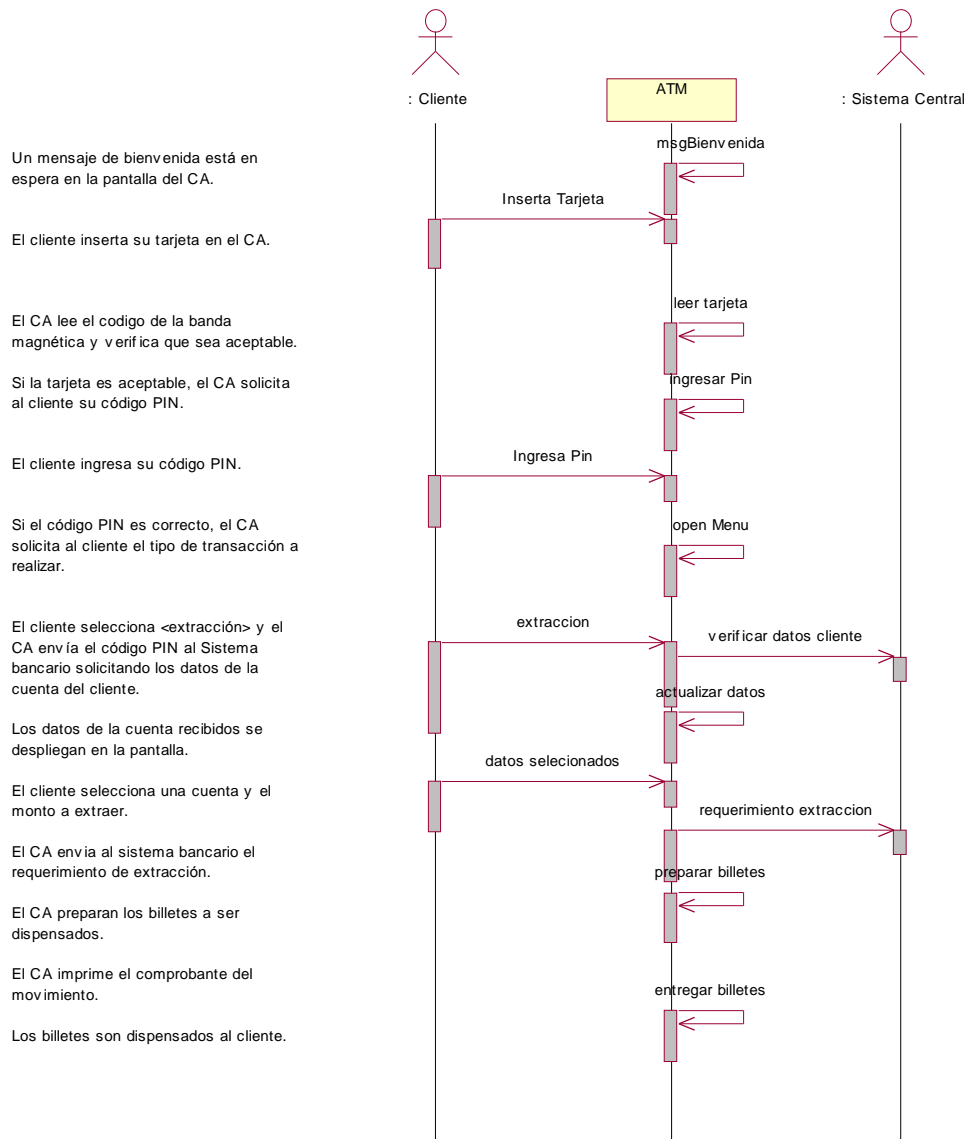 : Cliente
ATM
: Sistema Central
Un mensaje de bienvenida está en
espera en la pantalla del CA.
msgBienvenida
Inserta Tarjeta
El cliente inserta su tarjeta en el CA.
leer tarjeta
El CA lee el codigo de la banda
magnética y verifica que sea aceptable.
Si la tarjeta es aceptable, el CA solicita
al cliente su código PIN.
ingresar Pin
El cliente ingresa su código PIN.
Ingresa Pin
Si el código PIN es correcto, el CA
solicita al cliente el tipo de transacción a
realizar.
open Menu
El cliente selecciona <extracción> y el
CA envía el código PIN al Sistema
bancario solicitando los datos de la
cuenta del cliente.
extraccion
verificar datos cliente
actualizar datos
Los datos de la cuenta recibidos se
despliegan en la pantalla.
datos selecionados
El cliente selecciona una cuenta y el
monto a extraer.
requerimiento extraccion
El CA envia al sistema bancario el
requerimiento de extracción.
preparar billetes
El CA preparan los billetes a ser
dispensados.
El CA imprime el comprobante del
movimiento.
entregar billetes
Los billetes son dispensados al cliente.